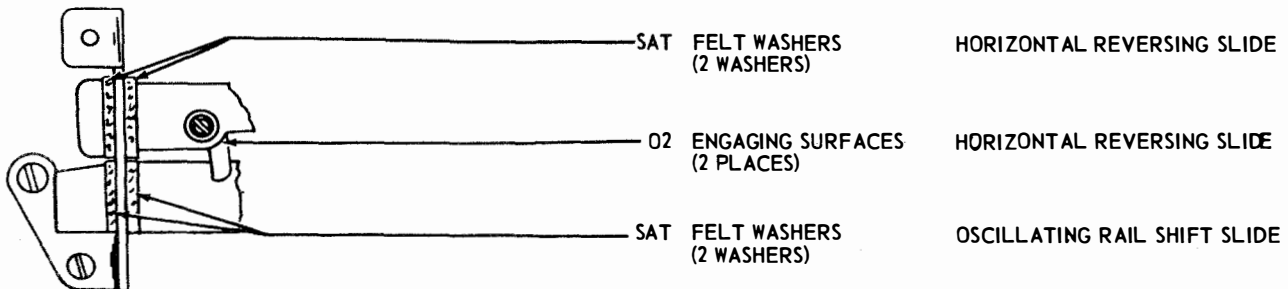 SAT FELT WASHERS HORIZONTAL REVERSING SLIDE
(2 WASHERS)
O2 ENGAGING SURFACES HORIZONTAL REVERSING SLIDE
(2 PLACES)
SAT FELT WASHERS OSCILLATING RAIL SHIFT SLIDE
(2 WASHERS)